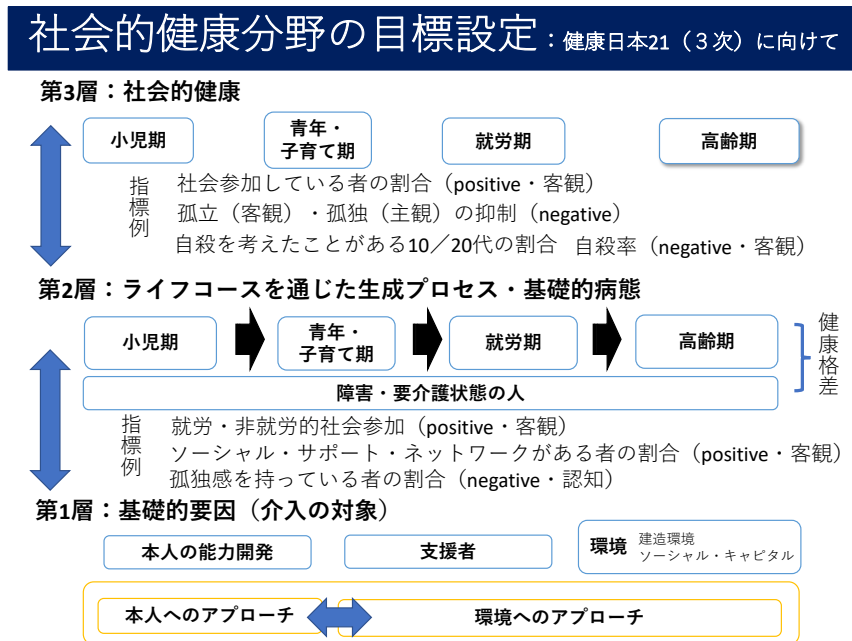 社会的健康分野の目標設定：健康日本21（３次）に向けて
第3層：社会的健康
小児期
青年・
子育て期
就労期
高齢期
指標例
社会参加している者の割合（positive・客観）
孤立（客観）・孤独（主観）の抑制（negative）
自殺を考えたことがある10／20代の割合　自殺率（negative・客観）
第2層：ライフコースを通じた生成プロセス・基礎的病態
小児期
青年・
子育て期
就労期
高齢期
健康格差
障害・要介護状態の人
指標例
就労・非就労的社会参加（positive・客観）
ソーシャル・サポート・ネットワークがある者の割合（positive・客観）
孤独感を持っている者の割合（negative・認知）
第1層：基礎的要因（介入の対象）
本人の能力開発
支援者
環境
建造環境
ソーシャル・キャピタル
本人へのアプローチ
環境へのアプローチ